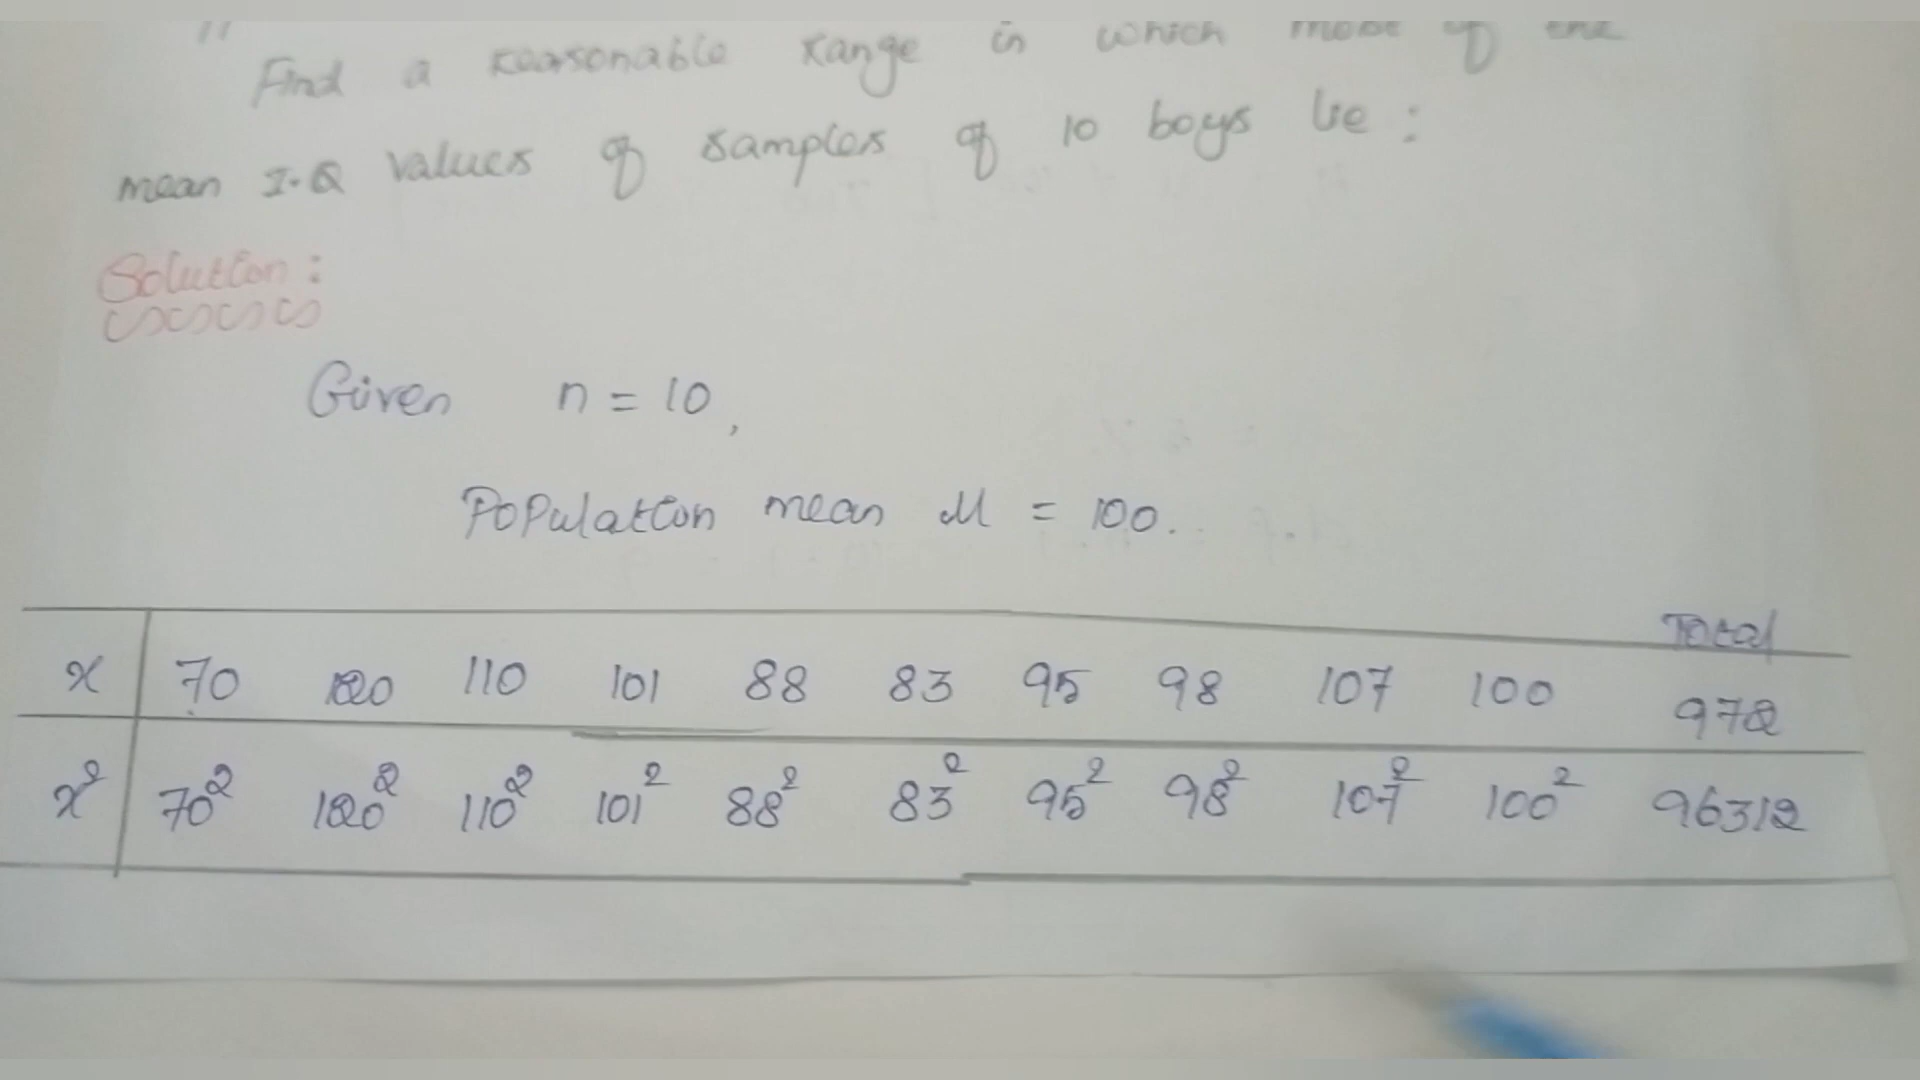 Find a reasonable range in which most of the
mean I.Q values of samples of 10 boys lie :
Solution :
Given n = 10,
Population mean M = 100.
Total
x 70 120 110 101 88 83 95 98 107 100 972
x² 70² 120² 110² 101² 88² 83² 95² 98² 107² 100² 96312